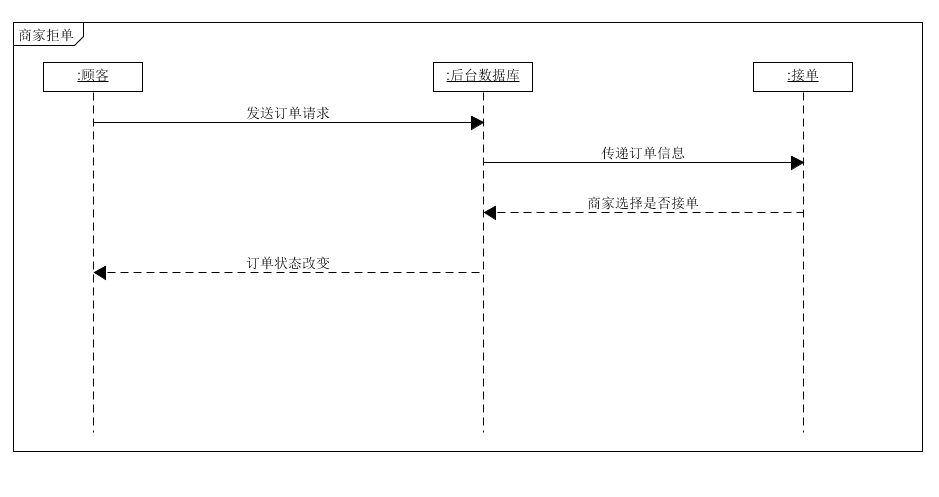 商家拒单
:顾客
:后台数据库
:接单
发送订单请求
传递订单信息
商家选择是否接单
订单状态改变